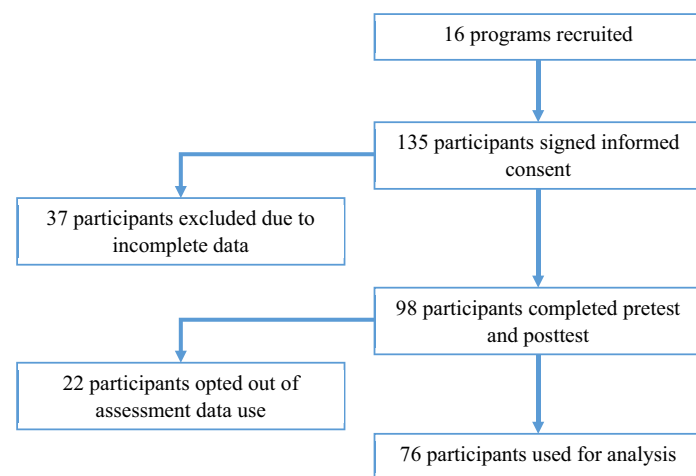 16 programs recruited
135 participants signed informed
consent
37 participants excluded due to
incomplete data
98 participants completed pretest
and posttest
22 participants opted out of
assessment data use
76 participants used for analysis